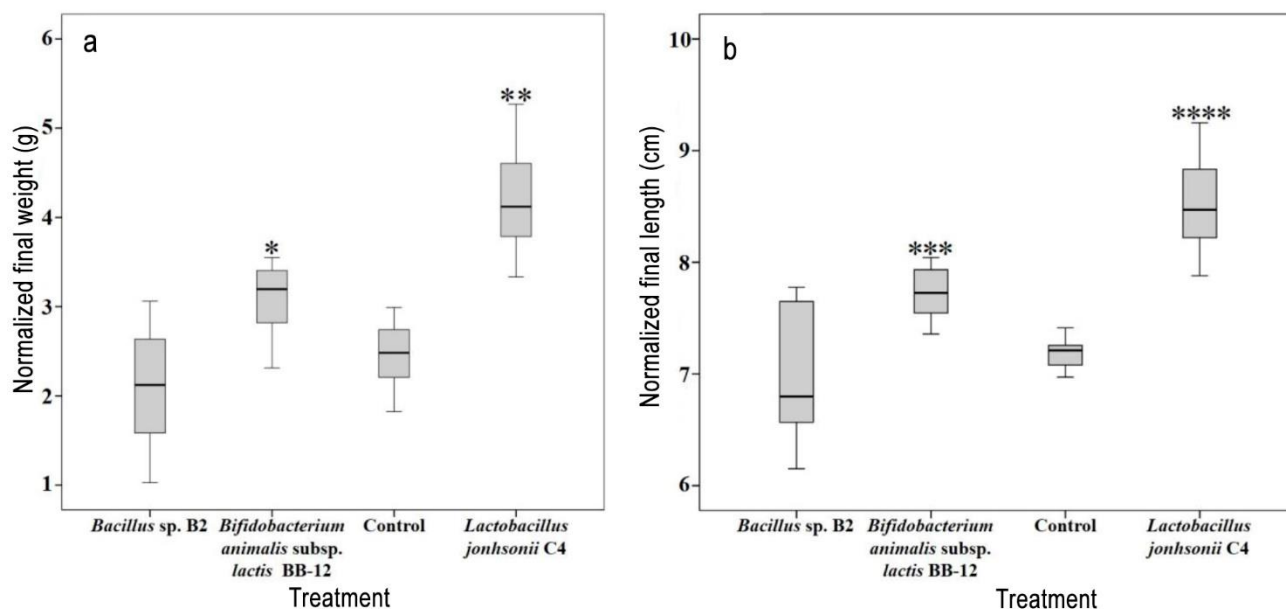 a
Normalized final weight (g)
6
5
4
3
2
1
*
**
Bacillus sp. B2
Bifidobacterium
animalis subsp.
lactis BB-12
Control
Lactobacillus
jonhsonii C4
Treatment
b
Normalized final length (cm)
10
9
8
7
6
***
****
Bacillus sp. B2
Bifidobacterium
animalis subsp.
lactis BB-12
Control
Lactobacillus
jonhsonii C4
Treatment